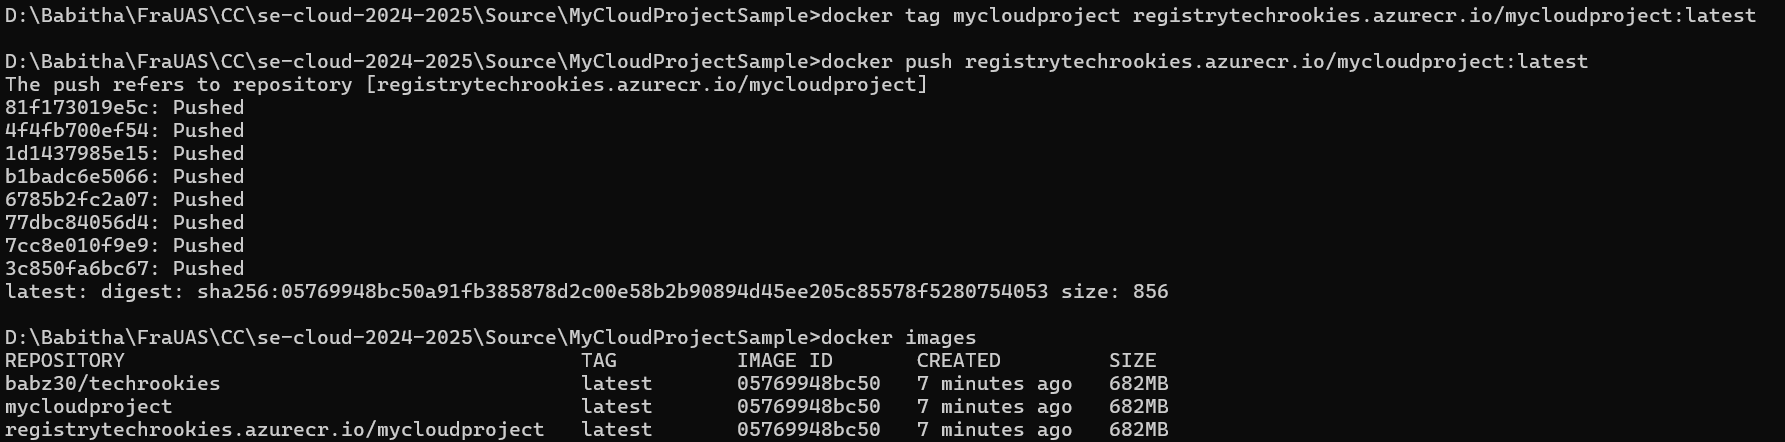 D:\Babitha\FraUAS\CC\se-cloud-2024-2025\Source\MyCloudProjectSample>docker tag mycloudproject registrytechrookies.azurecr.io/mycloudproject:latest
D:\Babitha\FraUAS\CC\se-cloud-2024-2025\Source\MyCloudProjectSample>docker push registrytechrookies.azurecr.io/mycloudproject:latest
The push refers to repository [registrytechrookies.azurecr.io/mycloudproject]
81f173019e5c: Pushed
4f4fb700ef54: Pushed
1d1437985e15: Pushed
b1badc6e5066: Pushed
6785b2fc2a07: Pushed
77dbc84056d4: Pushed
7cc8e010f9e9: Pushed
3c850fa6bc67: Pushed
latest: digest: sha256:05769948bc50a91fb385878d2c00e58b2b90894d45ee205c85578f5280754053 size: 856
D:\Babitha\FraUAS\CC\se-cloud-2024-2025\Source\MyCloudProjectSample>docker images
REPOSITORY TAG IMAGE ID CREATED SIZE
babz30/techrookies latest 05769948bc50 7 minutes ago 682MB
mycloudproject latest 05769948bc50 7 minutes ago 682MB
registrytechrookies.azurecr.io/mycloudproject latest 05769948bc50 7 minutes ago 682MB